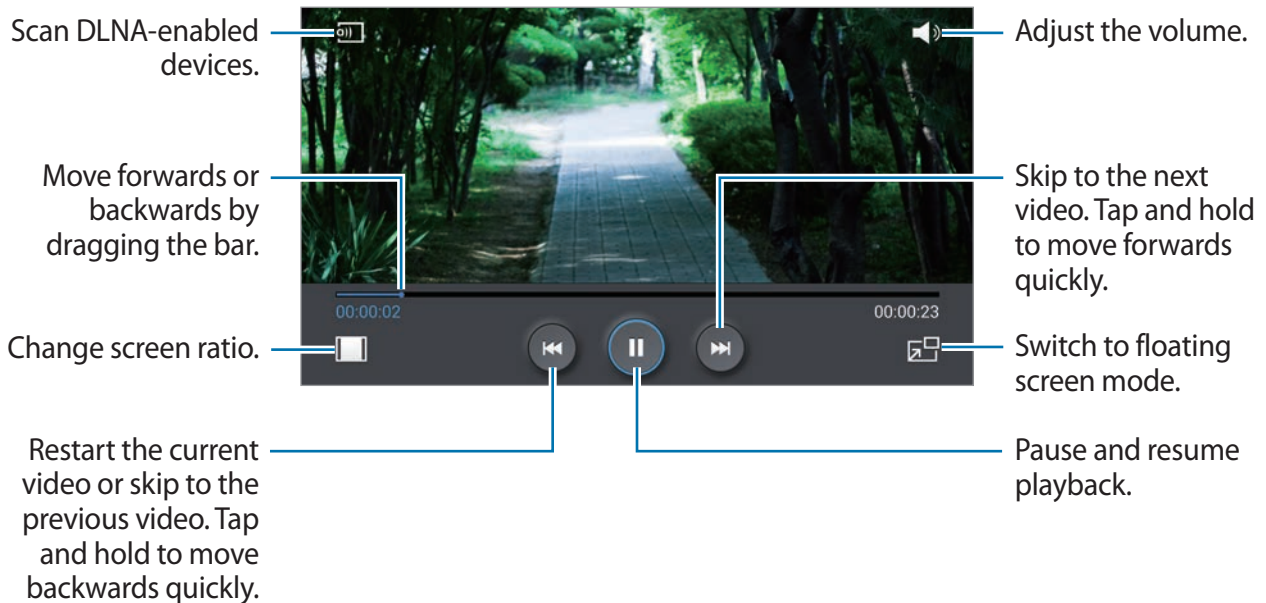 Scan DLNA-enabled
devices.
Adjust the volume.
Move forwards or
backwards by
dragging the bar.
Skip to the next
video. Tap and hold
to move forwards
quickly.
00:00:02
00:00:23
Change screen ratio.
Switch to floating
screen mode.
Restart the current
video or skip to the
previous video. Tap
and hold to move
backwards quickly.
Pause and resume
playback.